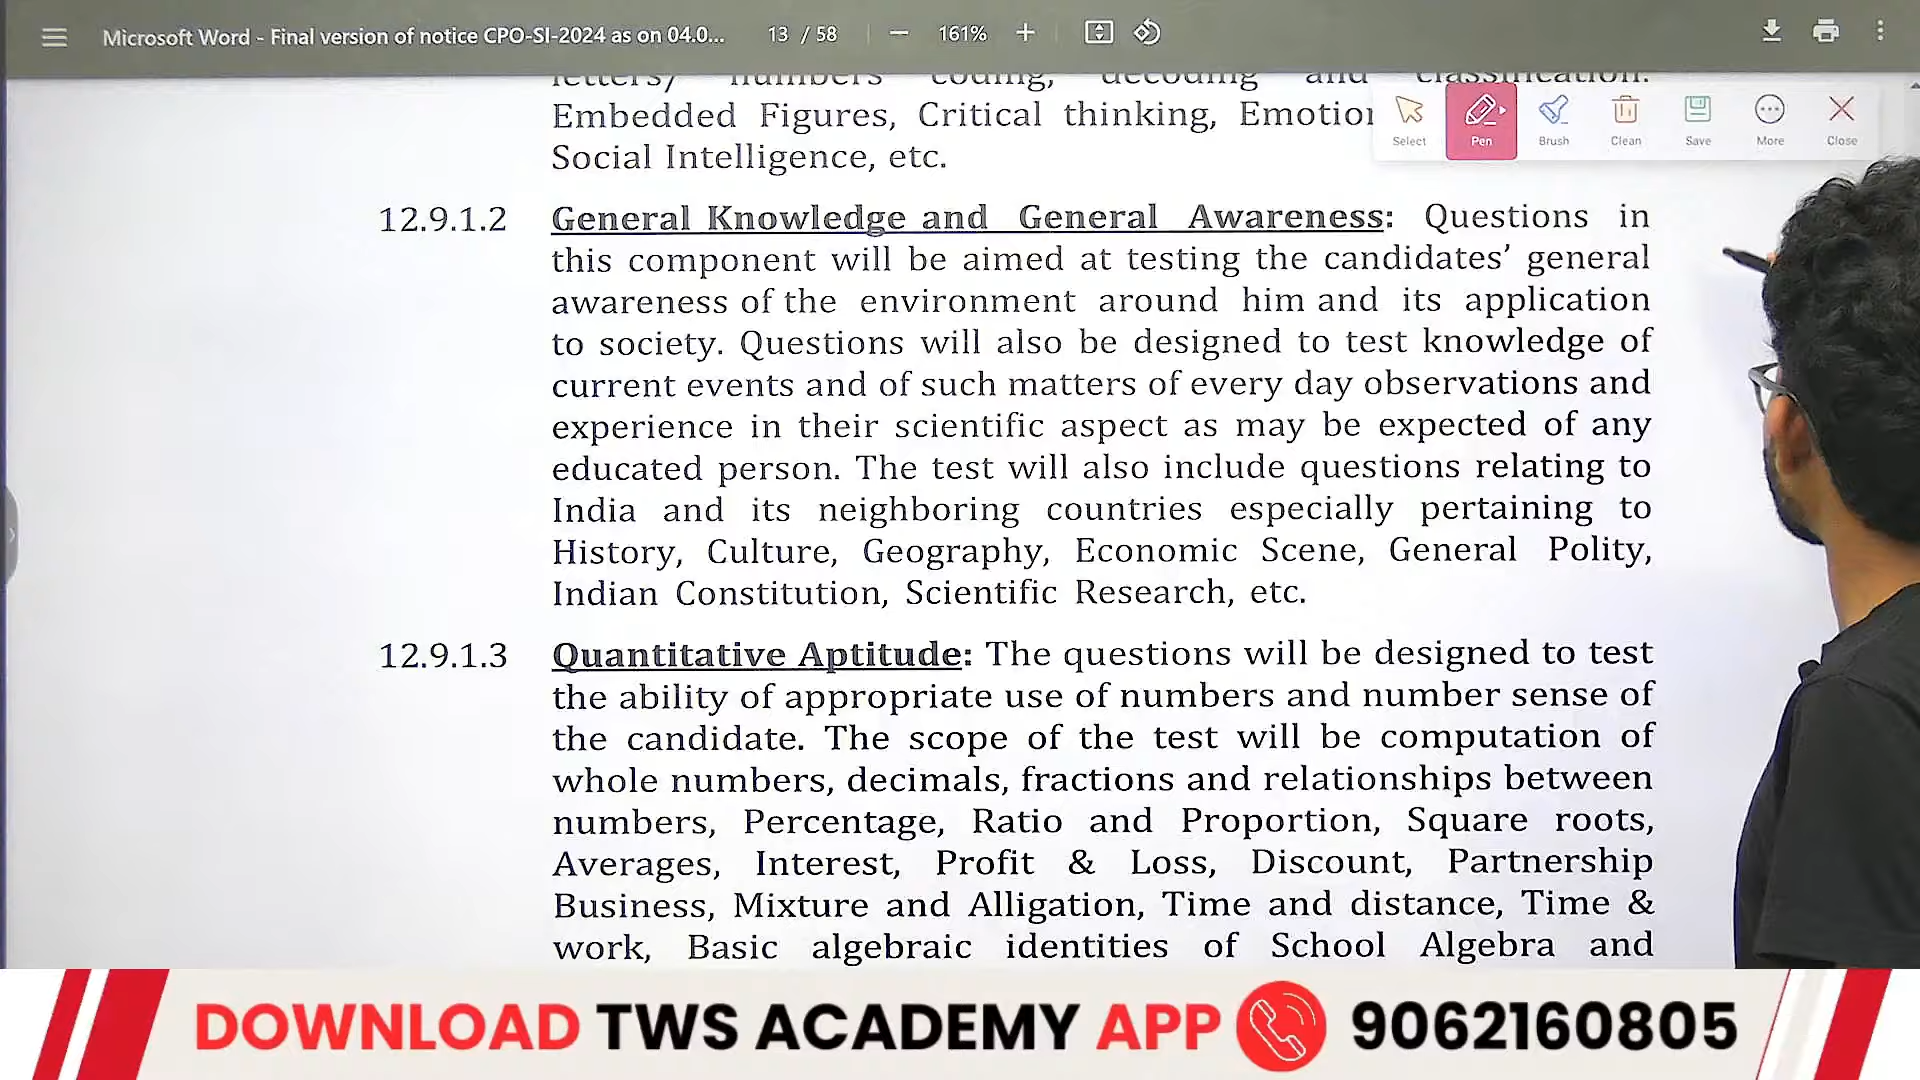 Microsoft Word - Final version of notice CPO-SI-2024 as on 04.0... 13 / 58 161%
letters/ numbers coding, decoding and classification.
Embedded Figures, Critical thinking,
Social Intelligence, etc.
Select Pen Brush Clean Save More Close
12.9.1.2 General Knowledge and General Awareness: Questions in
this component will be aimed at testing the candidates’ general
awareness of the environment around him and its application
to society. Questions will also be designed to test knowledge of
current events and of such matters of every day observations and
experience in their scientific aspect as may be expected of any
educated person. The test will also include questions relating to
India and its neighboring countries especially pertaining to
History, Culture, Geography, Economic Scene, General Polity,
Indian Constitution, Scientific Research, etc.
12.9.1.3 Quantitative Aptitude: The questions will be designed to test
the ability of appropriate use of numbers and number sense of
the candidate. The scope of the test will be computation of
whole numbers, decimals, fractions and relationships between
numbers, Percentage, Ratio and Proportion, Square roots,
Averages, Interest, Profit & Loss, Discount, Partnership
Business, Mixture and Alligation, Time and distance, Time &
work, Basic algebraic identities of School Algebra and
DOWNLOAD TWS ACADEMY APP 9062160805